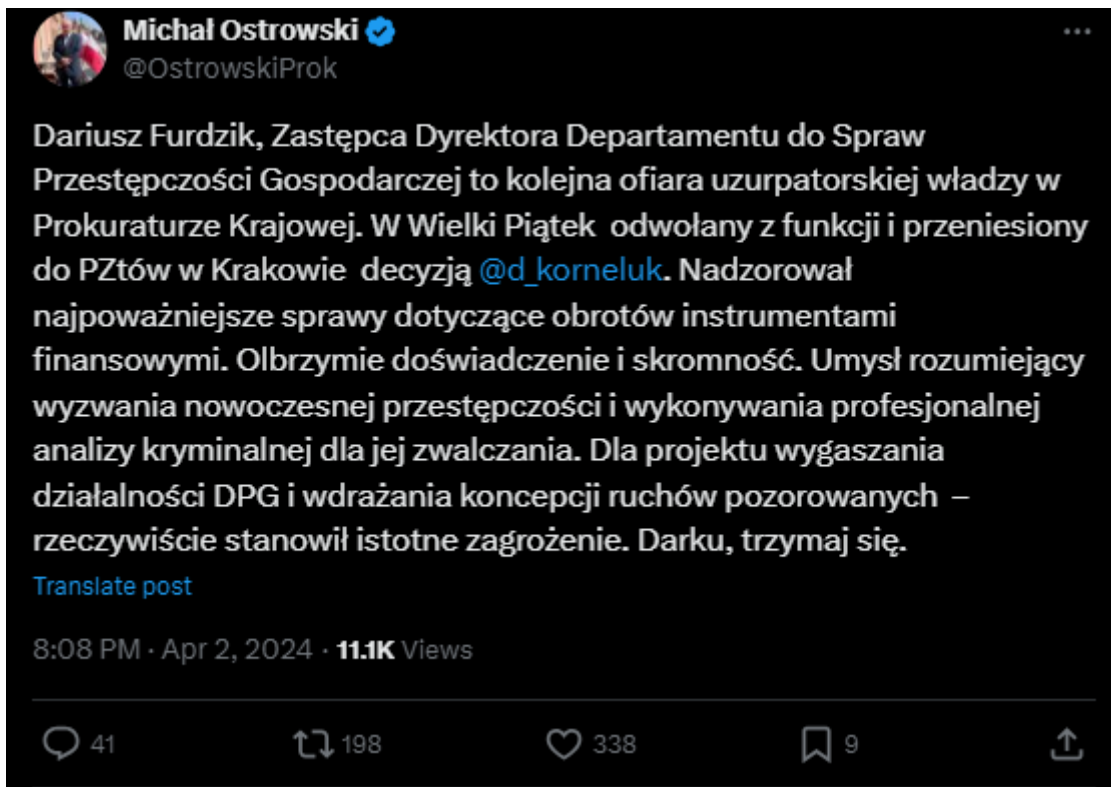 Michał Ostrowski
@OstrowskiProk
Dariusz Furdzik, Zastępca Dyrektora Departamentu do Spraw
Przestępczości Gospodarczej to kolejna ofiara uzurpatorskiej władzy w
Prokuraturze Krajowej. W Wielki Piątek  odwołany z funkcji i przeniesiony
do PZtów w Krakowie  decyzją @d_korneluk. Nadzorował
najpoważniejsze sprawy dotyczące obrotów instrumentami
finansowymi. Olbrzymie doświadczenie i skromność. Umysł rozumiejący
wyzwania nowoczesnej przestępczości i wykonywania profesjonalnej
analizy kryminalnej dla jej zwalczania. Dla projektu wygaszania
działalności DPG i wdrażania koncepcji ruchów pozorowanych  –
rzeczywiście stanowił istotne zagrożenie. Darku, trzymaj się.
Translate post
8:08 PM · Apr 2, 2024 · 11.1K Views
41 198 338 9